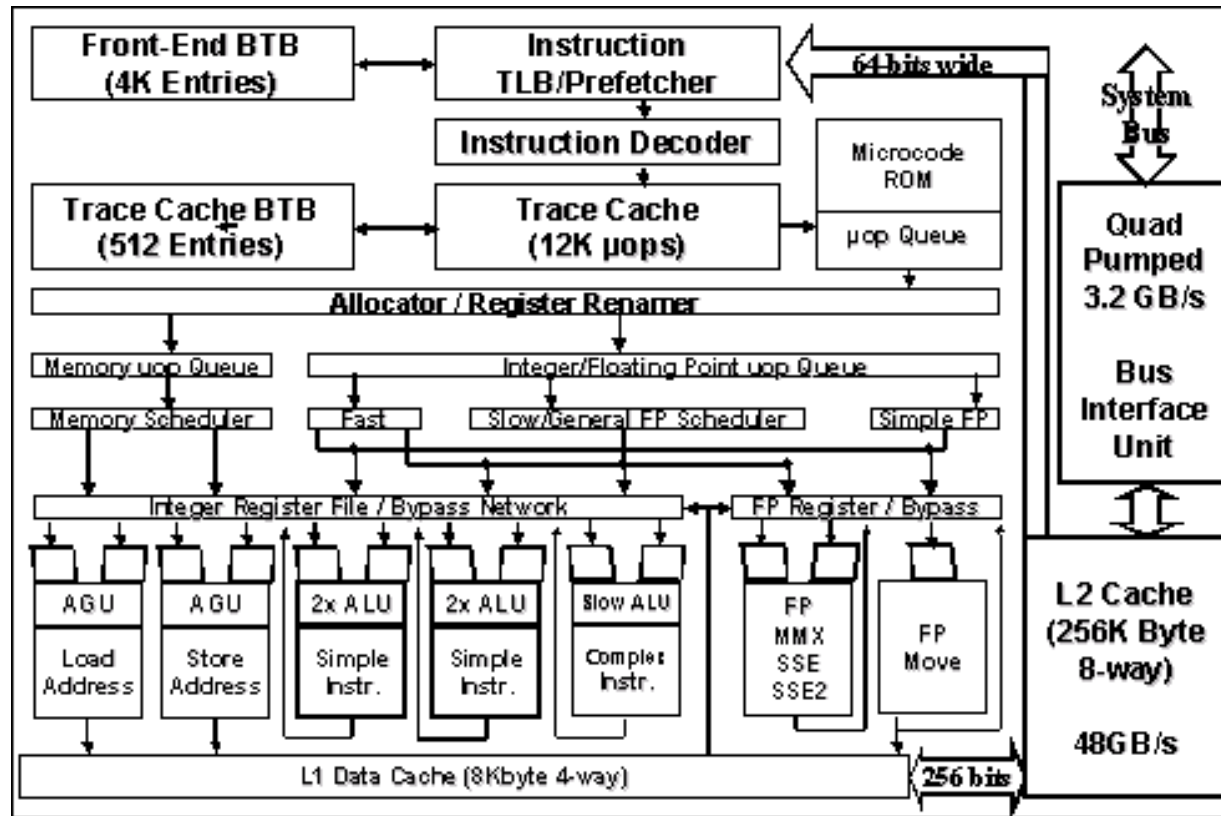 Front-End BTB
(4K Entries)
Instruction
TLB/Prefetcher
64-bits wide
System
Bus
Instruction Decoder
Microcode
ROM
Trace Cache BTB
(512 Entries)
Trace Cache
(12K µops)
µop Queue
Quad
Pumped
3.2 GB/s
Bus
Interface
Unit
Allocator / Register Renamer
Memory uop Queue
Integer/Floating Point uop Queue
Memory Scheduler
Fast
Slow/General FP Scheduler
Simple FP
Integer Register File / Bypass Network
FP Register / Bypass
AGU
Load
Address
AGU
Store
Address
2x ALU
Simple
Instr.
2x ALU
Simple
Instr.
Slow ALU
Complex
Instr.
FP
MMX
SSE
SSE2
FP
Move
L2 Cache
(256K Byte
8-way)
48GB/s
L1 Data Cache (8Kbyte 4-way)
256 bits